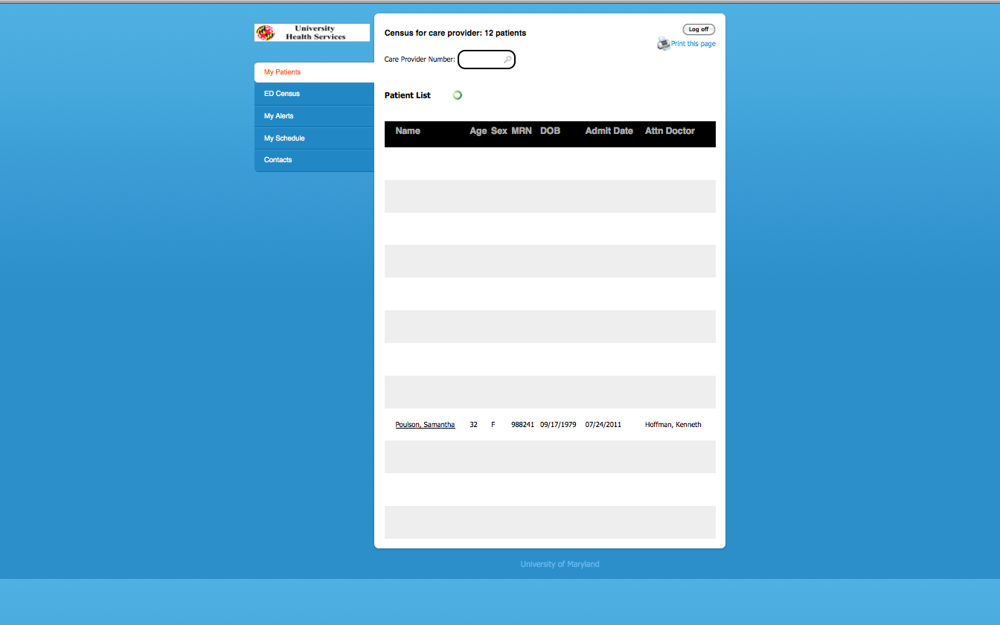 University
Health Services
My Patients
ED Census
My Alerts
My Schedule
Contacts
Census for care provider: 12 patients
Log off
Print this page
Care Provider Number:
Patient List
Name Age Sex MRN DOB Admit Date Attn Doctor
Poulson, Samantha 32 F 988241 09/17/1979 07/24/2011 Hoffman, Kenneth
University of Maryland